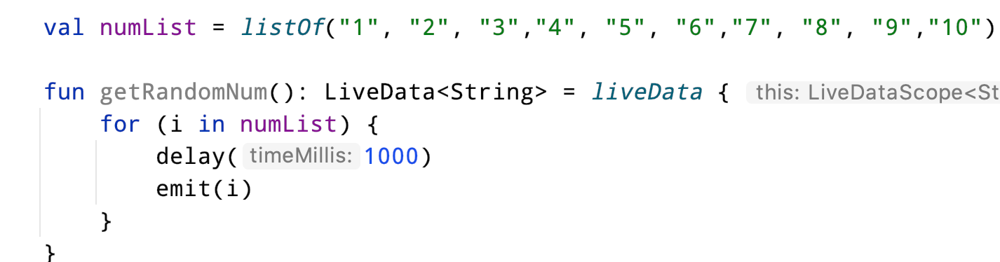 val numList = listOf("1", "2", "3","4", "5", "6","7", "8", "9","10")
fun getRandomNum(): LiveData<String> = liveData { this: LiveDataScope<St
for (i in numList) {
delay( timeMillis: 1000)
emit(i)
}
}